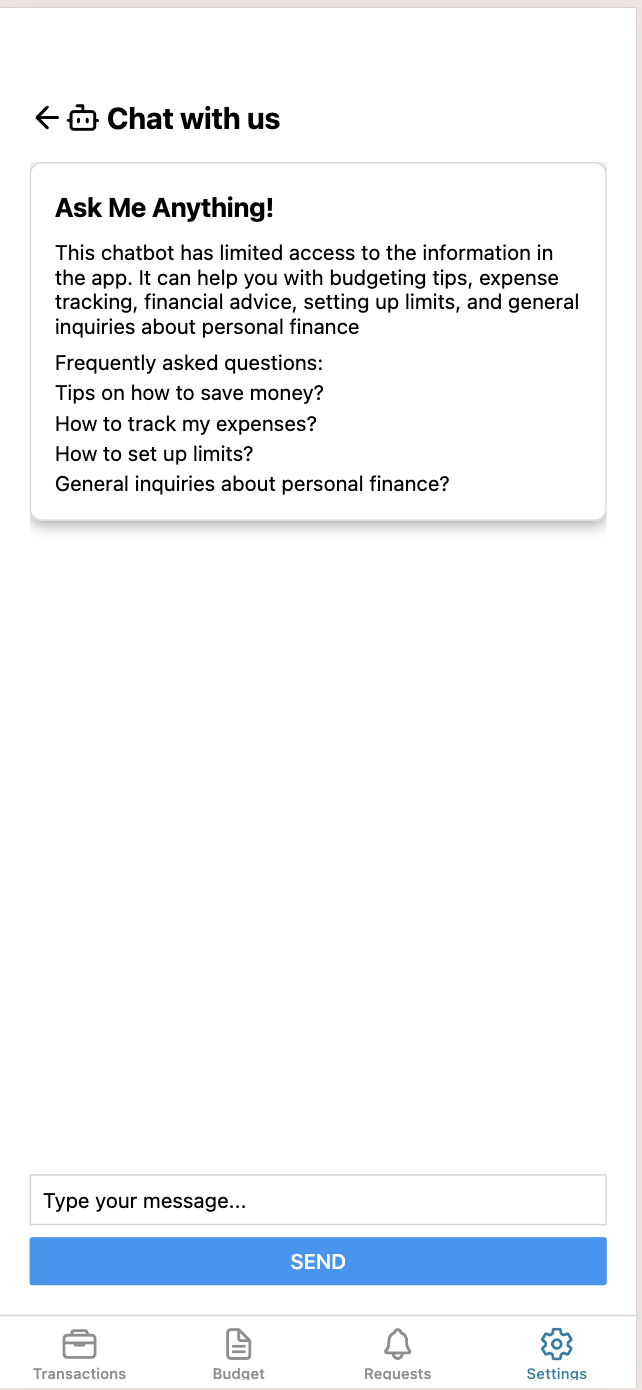 Chat with us
Ask Me Anything!
This chatbot has limited access to the information in
the app. It can help you with budgeting tips, expense
tracking, financial advice, setting up limits, and general
inquiries about personal finance
Frequently asked questions:
Tips on how to save money?
How to track my expenses?
How to set up limits?
General inquiries about personal finance?
Type your message...
SEND
Transactions
Budget
Requests
Settings